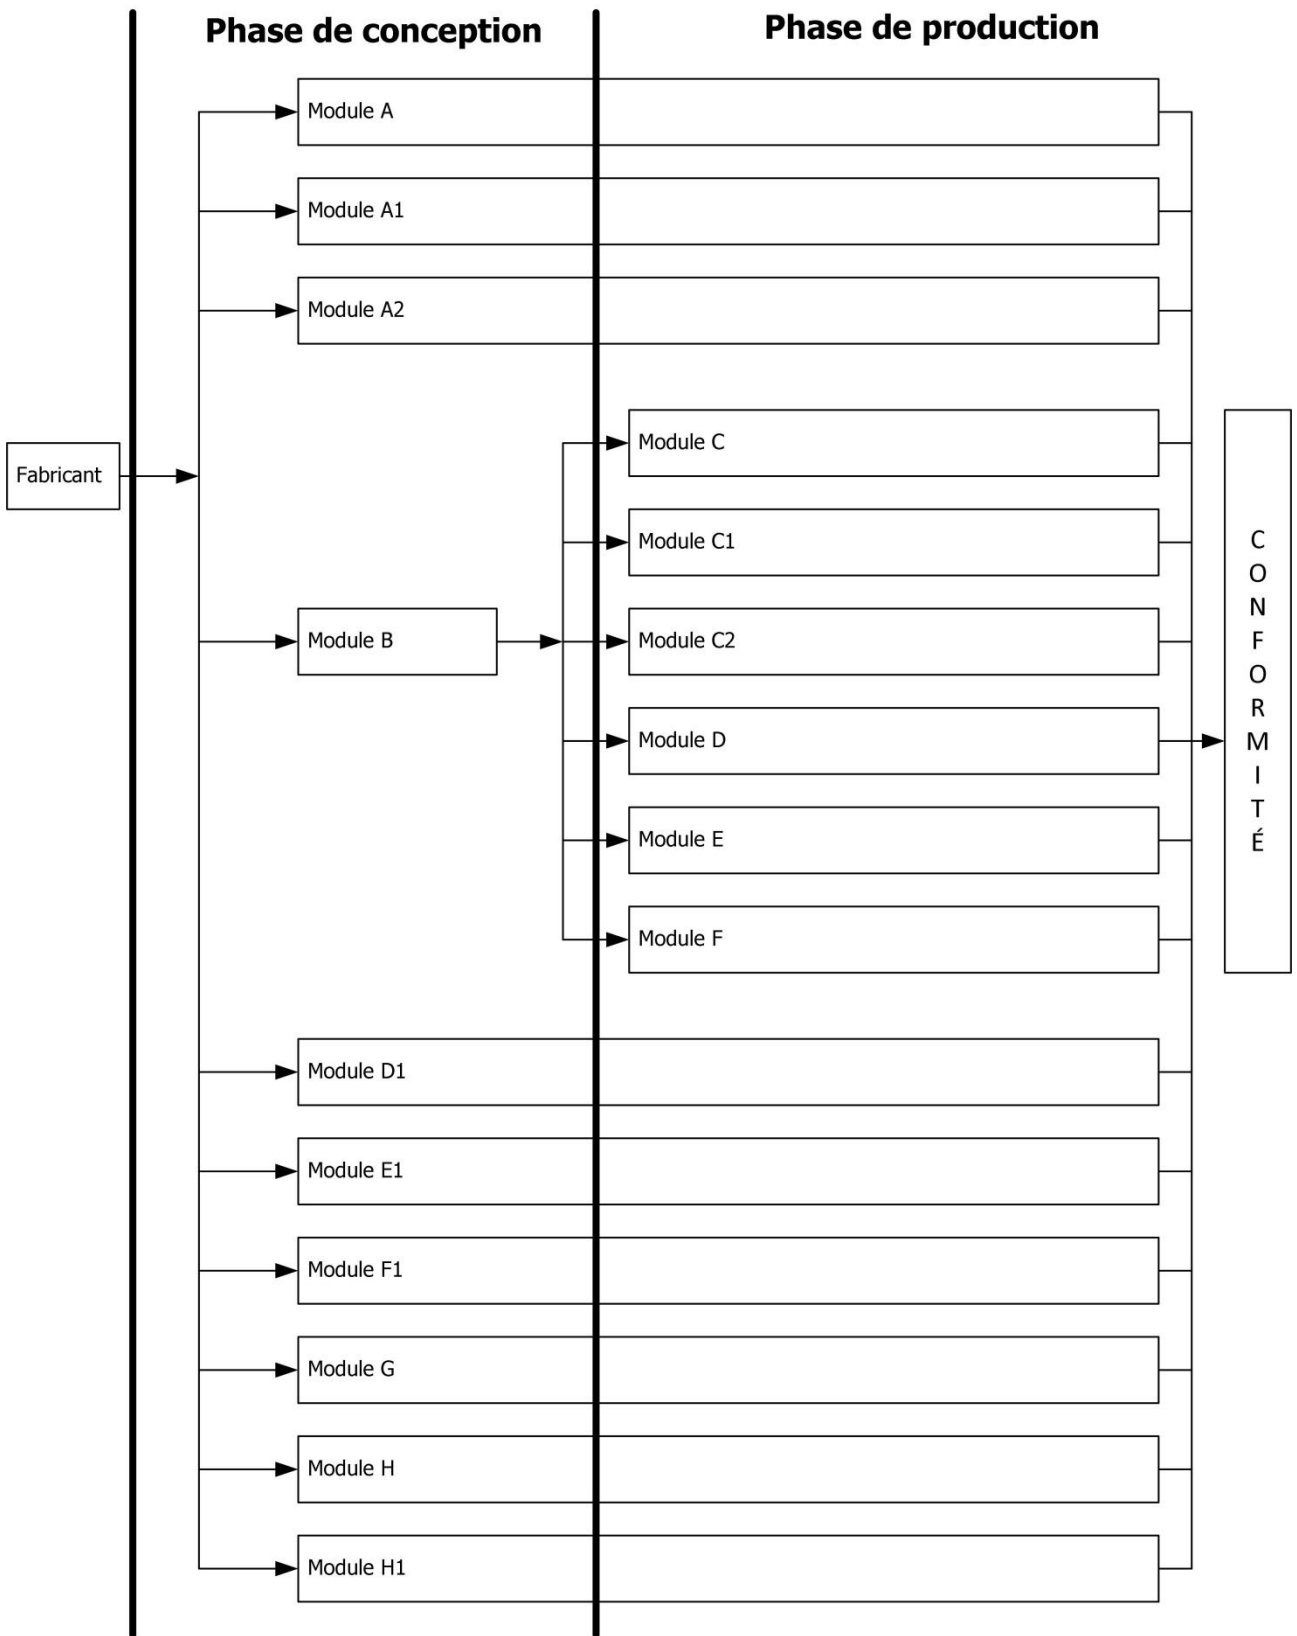 Phase de conception
Phase de production
Module A
Module A1
Module A2
Fabricant
Module B
Module C
Module C1
Module C2
Module D
Module E
Module F
C
O
N
F
O
R
M
I
T
É
Module D1
Module E1
Module F1
Module G
Module H
Module H1